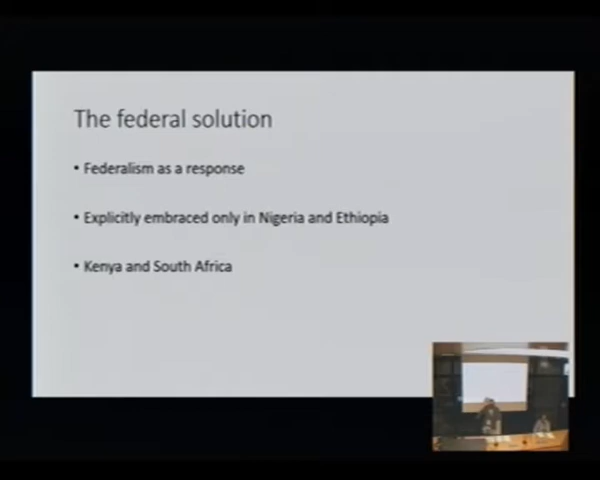 The federal solution
• Federalism as a response
• Explicitly embraced only in Nigeria and Ethiopia
• Kenya and South Africa